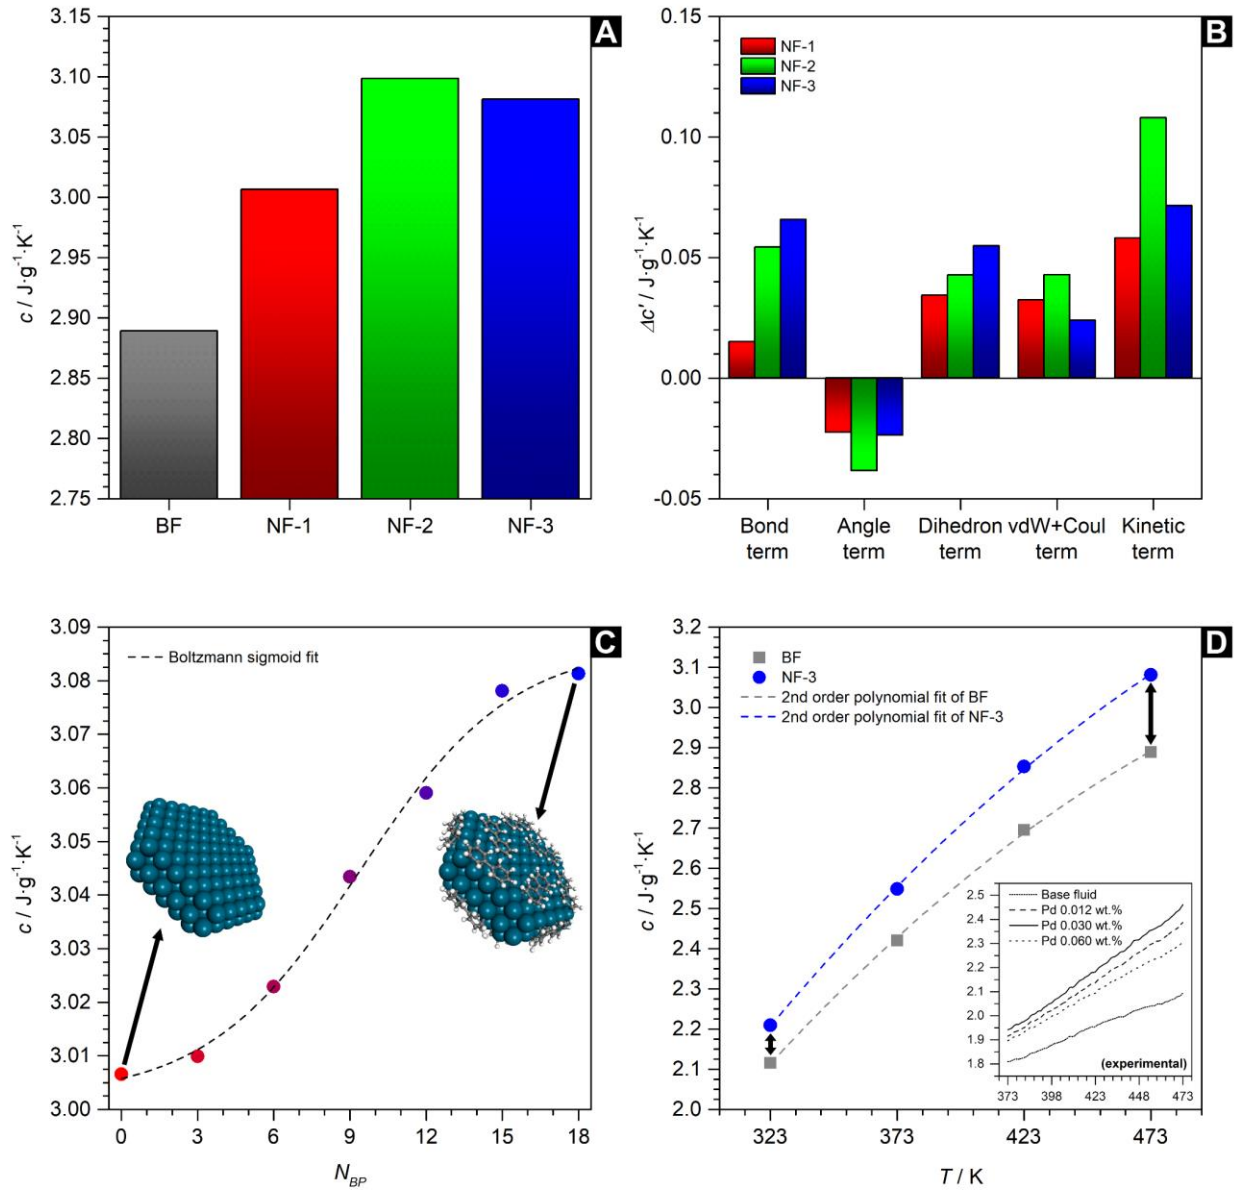 A
3.15
3.10
3.05
3.00
2.95
2.90
2.85
2.80
2.75
c / J·g⁻¹·K⁻¹
BF NF-1 NF-2 NF-3
B
NF-1
NF-2
NF-3
0.15
0.10
0.05
0.00
-0.05
Δc' / J·g⁻¹·K⁻¹
Bond Angle Dihedron vdW+Coul Kinetic
term term term term term
C
Boltzmann sigmoid fit
3.09
3.08
3.07
3.06
3.05
3.04
3.03
3.02
3.01
3.00
c / J·g⁻¹·K⁻¹
0 3 6 9 12 15 18
N_BP
D
BF
NF-3
2nd order polynomial fit of BF
2nd order polynomial fit of NF-3
3.2
3.1
3.0
2.9
2.8
2.7
2.6
2.5
2.4
2.3
2.2
2.1
2.0
c / J·g⁻¹·K⁻¹
323 373 423 473
T / K
Base fluid
Pd 0.012 wt.%
Pd 0.030 wt.%
Pd 0.060 wt.%
2.5
2.4
2.3
2.2
2.1
2.0
1.9
1.8
(experimental)
373 398 423 448 473